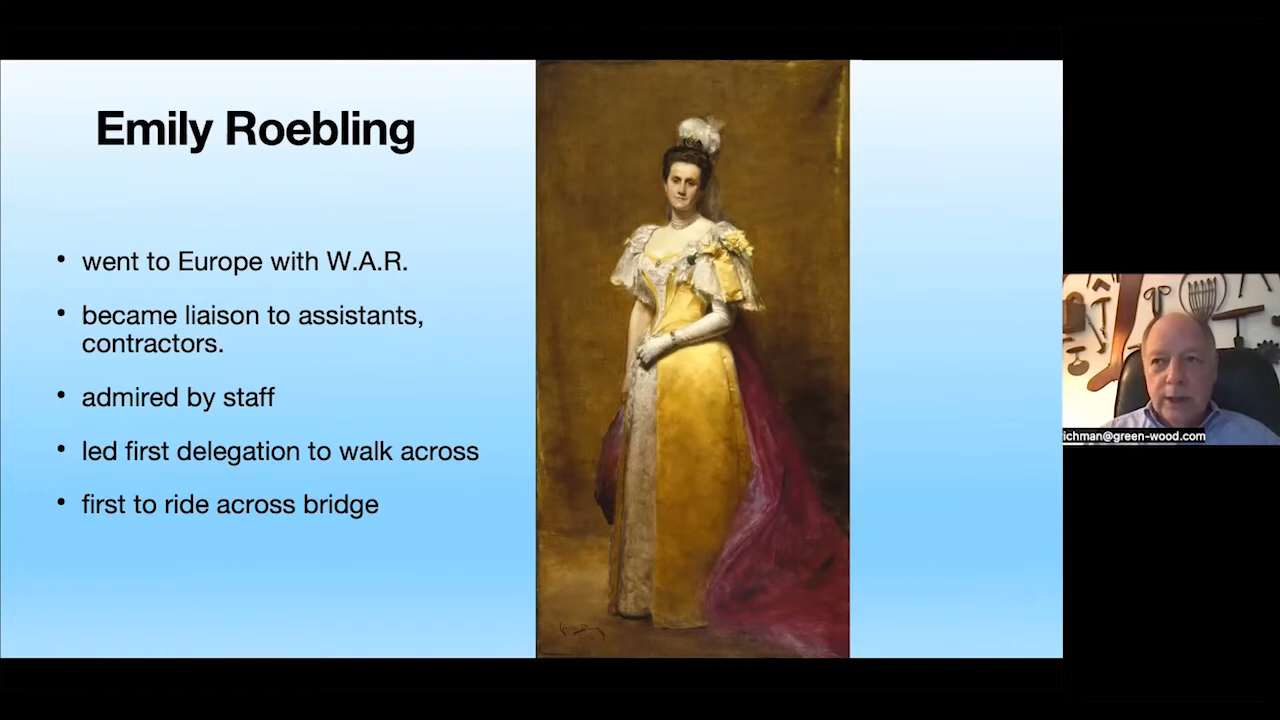 Emily Roebling
• went to Europe with W.A.R.
• became liaison to assistants,
contractors.
• admired by staff
• led first delegation to walk across
• first to ride across bridge
ichman@green-wood.com